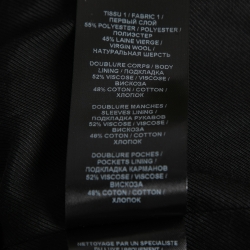 TISSU 1 / FABRIC 1 /
ПЕРВЫЙ СЛОЙ
55% POLYESTER / POLYESTER /
ПОЛИЭСТЕР
45% LAINE VIERGE /
VIRGIN WOOL /
НАТУРАЛЬНАЯ ШЕРСТЬ
DOUBLURE CORPS / BODY
LINING / ПОДКЛАДКА
52% VISCOSE / VISCOSE /
ВИСКОЗА
48% COTON / COTTON /
ХЛОПОК
DOUBLURE MANCHES /
SLEEVES LINING /
ПОДКЛАДКА РУКАВОВ
52% VISCOSE / VISCOSE /
ВИСКОЗА
48% COTON / COTTON /
ХЛОПОК
DOUBLURE POCHES /
POCKETS LINING /
ПОДКЛАДКА КАРМАНОВ
52% VISCOSE / VISCOSE /
ВИСКОЗА
48% COTON / COTTON /
ХЛОПОК
NETTOYAGE PAR UN SPECIALISTE